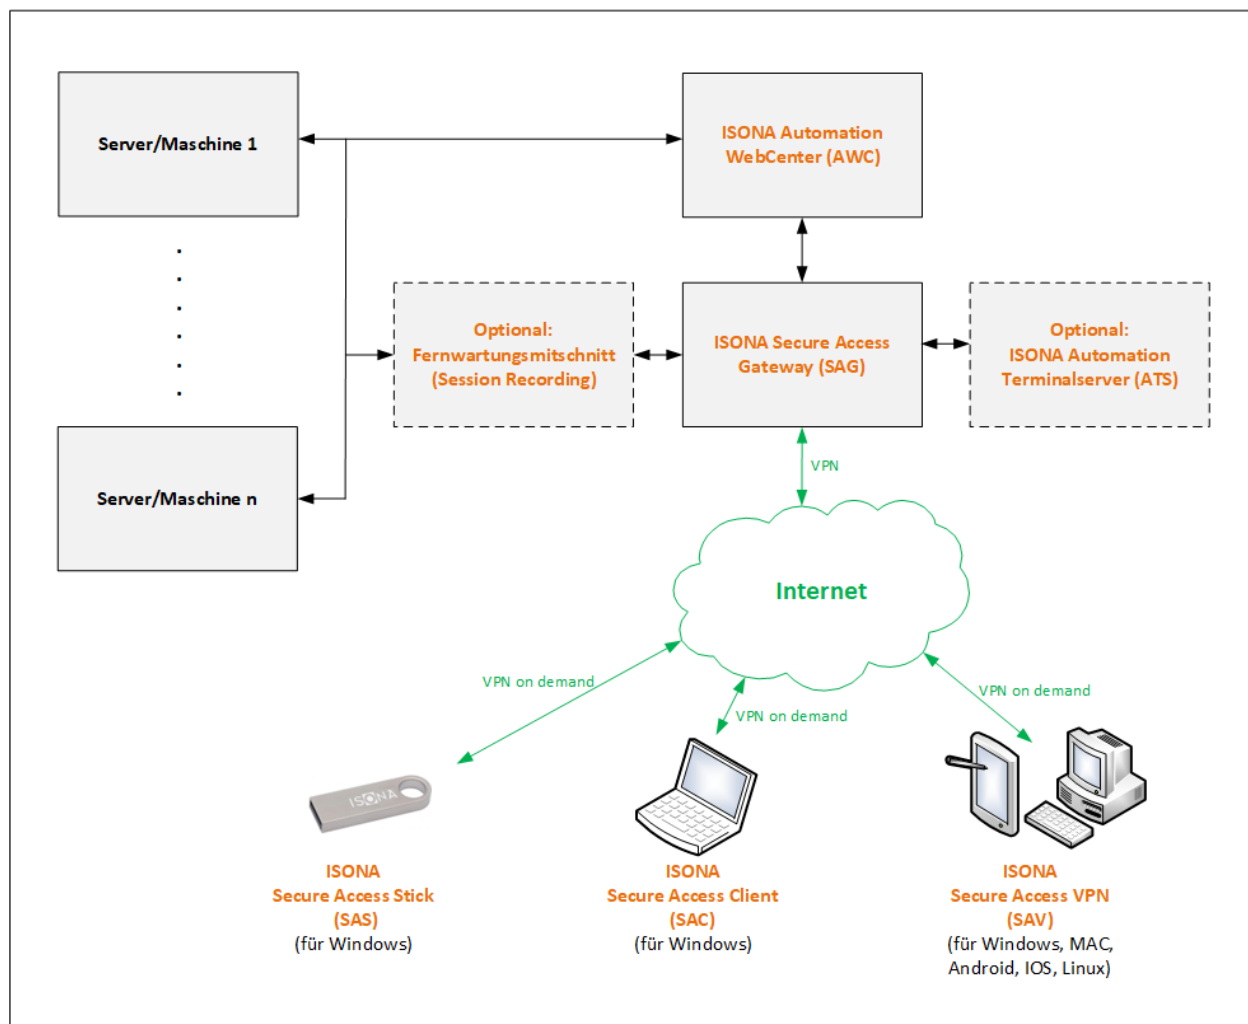 Server/Maschine 1
ISONA Automation
WebCenter (AWC)
Optional:
Fernwartungsmitschnitt
(Session Recording)
ISONA Secure Access
Gateway (SAG)
Optional:
ISONA Automation
Terminalserver (ATS)
Server/Maschine n
VPN
Internet
VPN on demand
VPN on demand
VPN on demand
ISONA
ISONA
Secure Access Stick
(SAS)
(für Windows)
ISONA
Secure Access Client
(SAC)
(für Windows)
ISONA
Secure Access VPN
(SAV)
(für Windows, MAC,
Android, IOS, Linux)